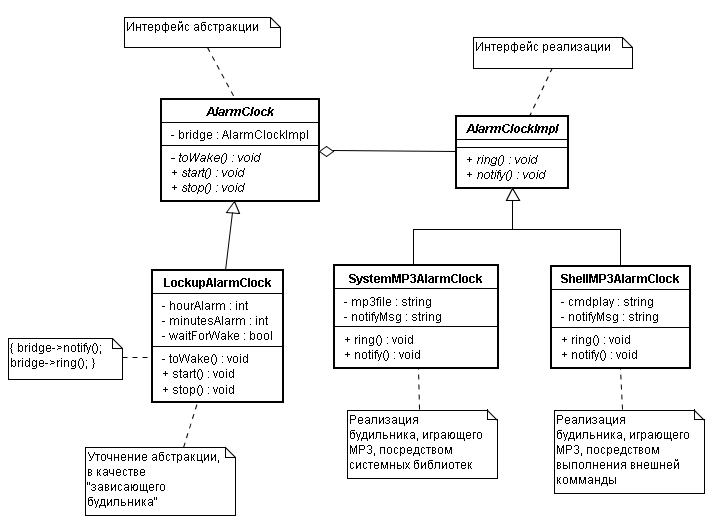 Интерфейс абстракции
Интерфейс реализации
AlarmClock
- bridge : AlarmClockImpl
- toWake() : void
+ start() : void
+ stop() : void
AlarmClockImpl
+ ring() : void
+ notify() : void
LockupAlarmClock
- hourAlarm : int
- minutesAlarm : int
- waitForWake : bool
- toWake() : void
+ start() : void
+ stop() : void
SystemMP3AlarmClock
- mp3file : string
- notifyMsg : string
+ ring() : void
+ notify() : void
ShellMP3AlarmClock
- cmdplay : string
- notifyMsg : string
+ ring() : void
+ notify() : void
{ bridge->notify();
bridge->ring(); }
Уточнение абстракции,
в качестве
"зависающего
будильника"
Реализация
будильника, играющего
MP3, посредством
системных библиотек
Реализация
будильника, играющего
MP3, посредством
выполнения внешней
комманды